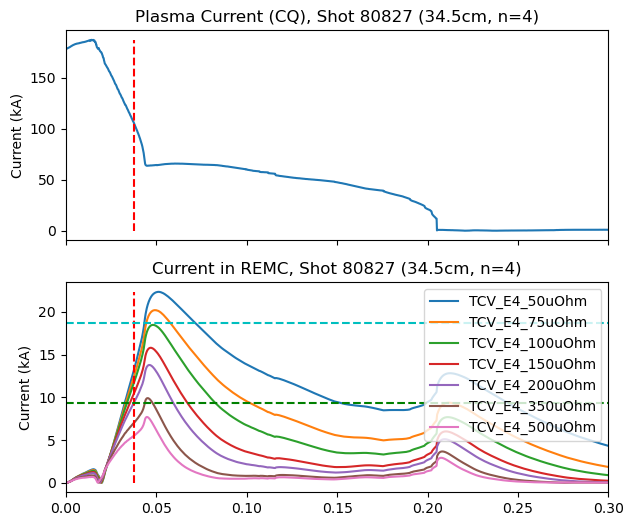 Plasma Current (CQ), Shot 80827 (34.5cm, n=4)
Current (kA)
150
100
50
0
Current in REMC, Shot 80827 (34.5cm, n=4)
Current (kA)
20
15
10
5
0
TCV_E4_50uOhm
TCV_E4_75uOhm
TCV_E4_100uOhm
TCV_E4_150uOhm
TCV_E4_200uOhm
TCV_E4_350uOhm
TCV_E4_500uOhm
0.00 0.05 0.10 0.15 0.20 0.25 0.30